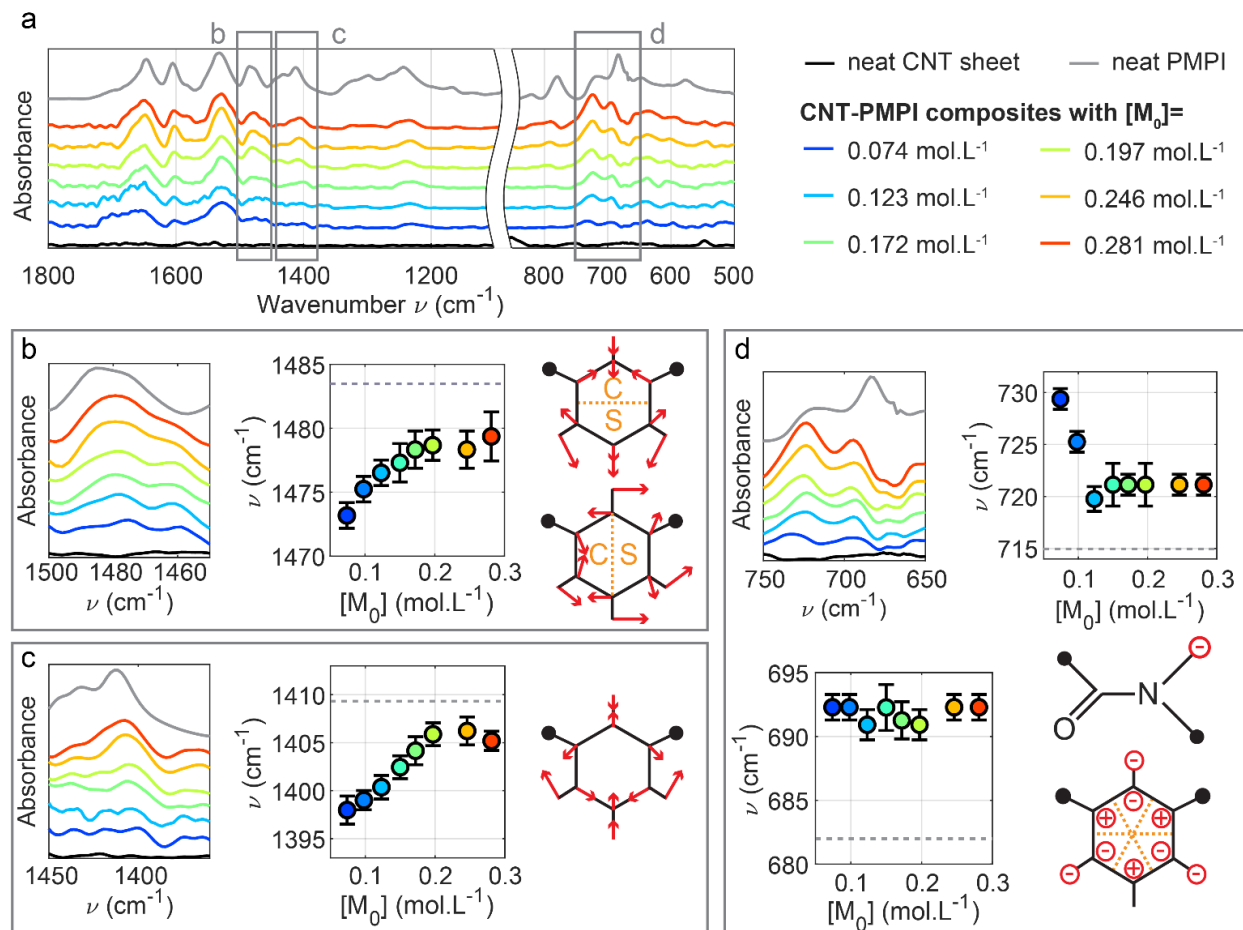 a
b
c
d
Absorbance
1800
1600
1400
1200
800
700
600
500
Wavenumber ν (cm-1)
neat CNT sheet
neat PMPI
CNT-PMPI composites with [M0]=
0.074 mol.L-1
0.197 mol.L-1
0.123 mol.L-1
0.246 mol.L-1
0.172 mol.L-1
0.281 mol.L-1
b
Absorbance
1500
1480
1460
ν (cm-1)
ν (cm-1)
1485
1480
1475
1470
0.1
0.2
0.3
[M0] (mol.L-1)
C
S
C S
c
Absorbance
1450
1400
ν (cm-1)
ν (cm-1)
1410
1405
1400
1395
0.1
0.2
0.3
[M0] (mol.L-1)
d
Absorbance
750
700
650
ν (cm-1)
ν (cm-1)
730
725
720
715
0
0.1
0.2
0.3
[M0] (mol.L-1)
ν (cm-1)
695
690
685
680
0.1
0.2
0.3
[M0] (mol.L-1)
−
N
O
−
−
+ +
− −
− + −